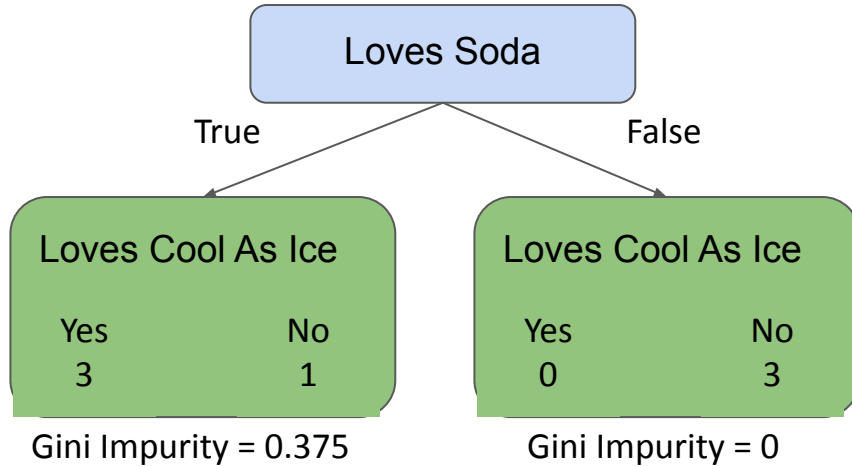 Loves Soda
True False
Loves Cool As Ice
Yes No
3 1
Gini Impurity = 0.375
Loves Cool As Ice
Yes No
0 3
Gini Impurity = 0